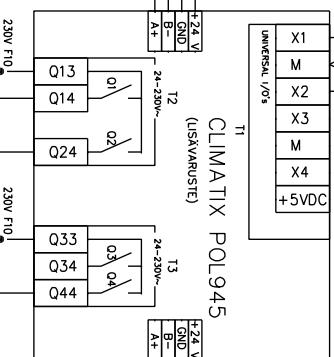 +24 V
GND
B-
A+
230V F10
Q13
Q14
Q24
Q1
Q2
24-230V~
T2
(LISÄVARUSTE)
CLIMATIX POL945
T1
UNIVERSAL I/O's
X1
M
X2
X3
M
X4
+5VDC
230V F10
Q33
Q34
Q44
Q3
Q4
24-230V~
T3
+24 V
GND
B-
A+